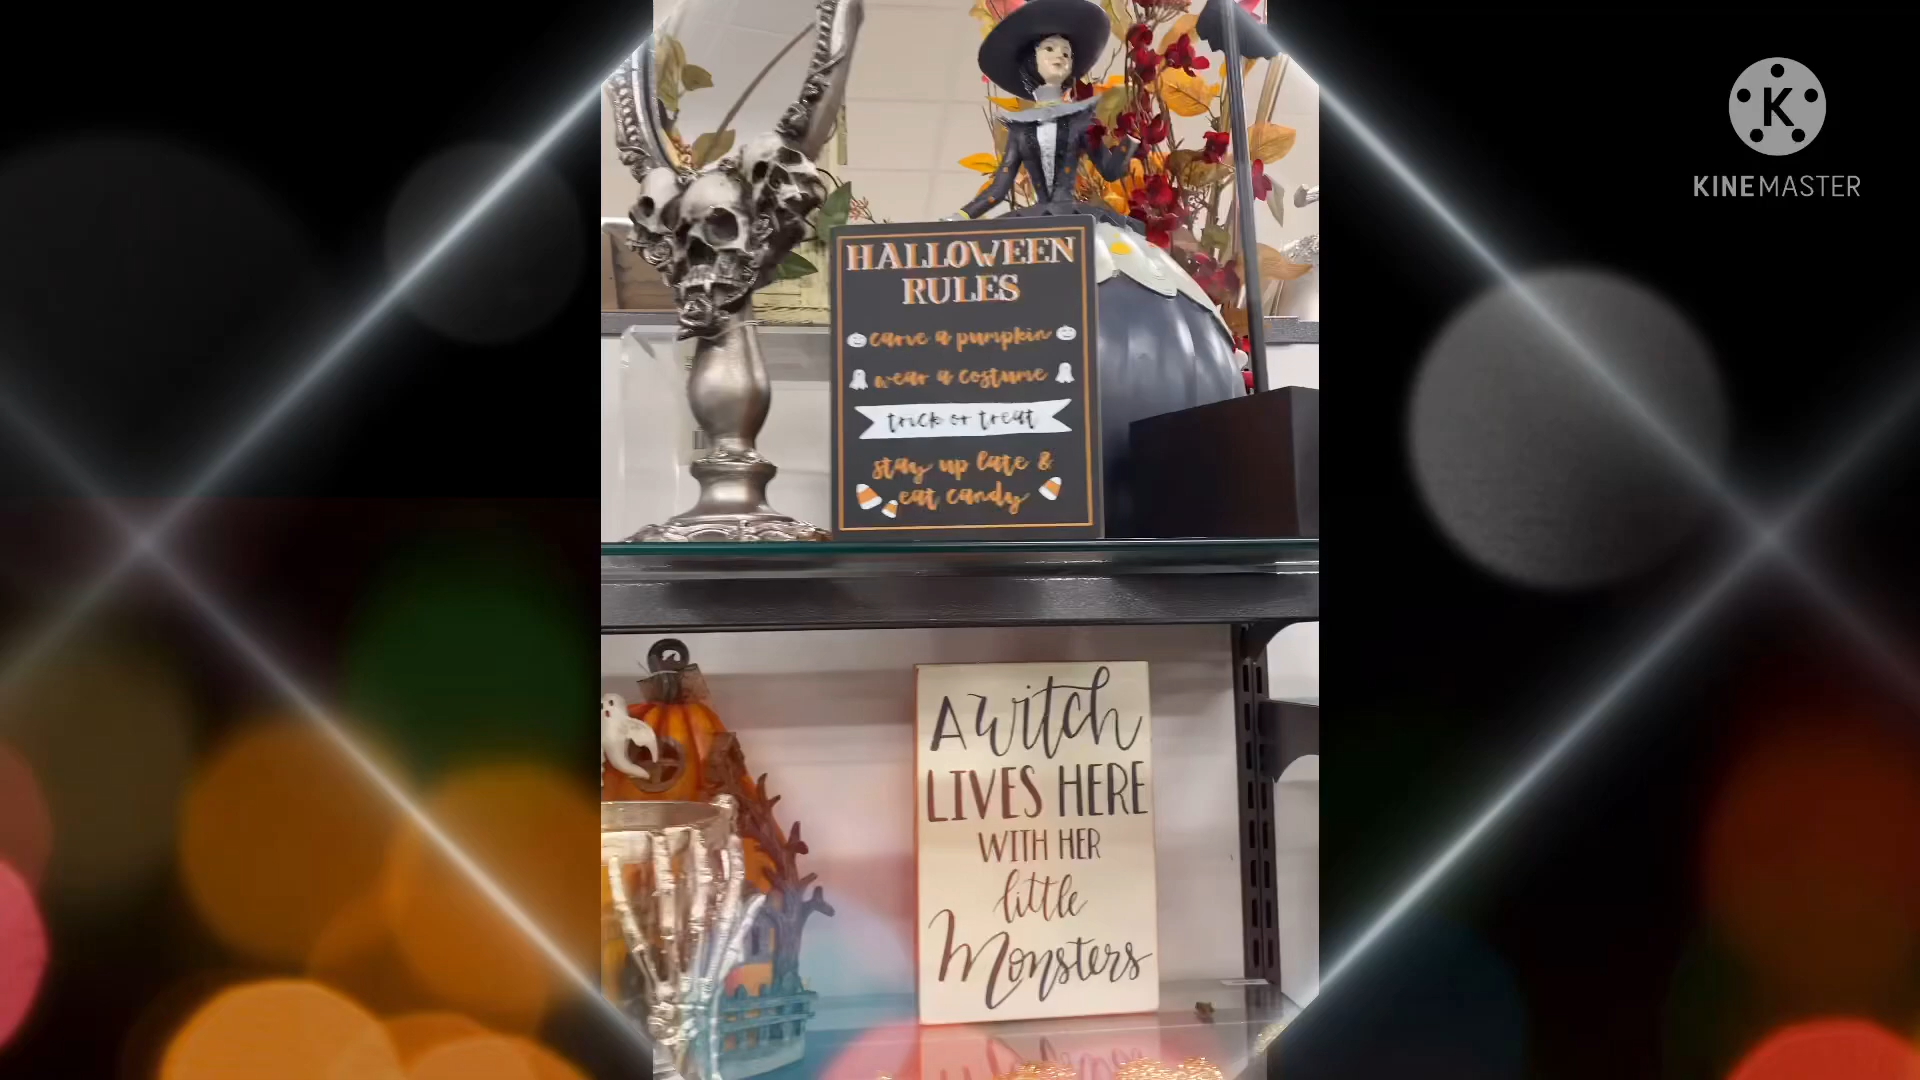 KINEMASTER
HALLOWEEN
RULES
carve a pumpkin
wear a costume
trick or treat
stay up late &
eat candy
A witch
LIVES HERE
WITH HER
little
Monsters